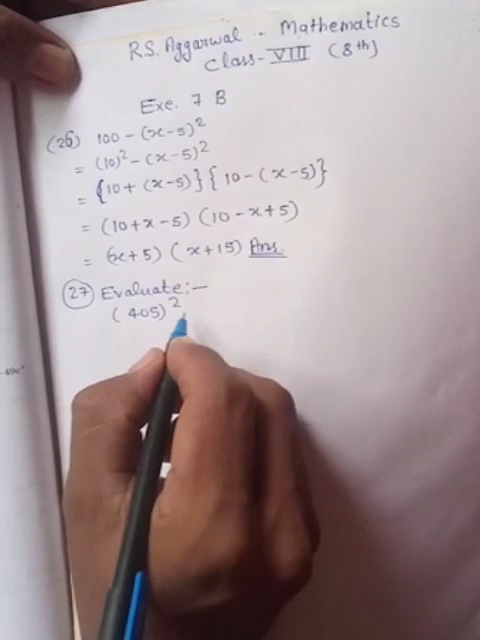 R.S. Aggarwal :- Mathematics
Class-VIII (8th)
Exe. 7 B
(26) 100 - (x-5)²
= (10)² - (x-5)²
= {10+ (x-5)} {10 - (x-5)}
= (10+x-5) (10-x+5)
= (x+5) (x+15) Ans.
(27) Evaluate:-
(405)²